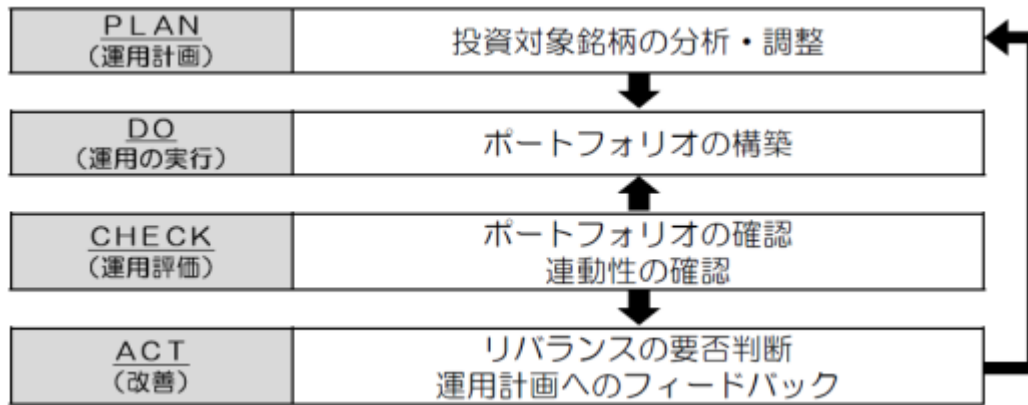 PLAN
(運用計画)
投資対象銘柄の分析・調整
DO
(運用の実行)
ポートフォリオの構築
CHECK
(運用評価)
ポートフォリオの確認
連動性の確認
ACT
(改善)
リバランスの要否判断
運用計画へのフィードバック